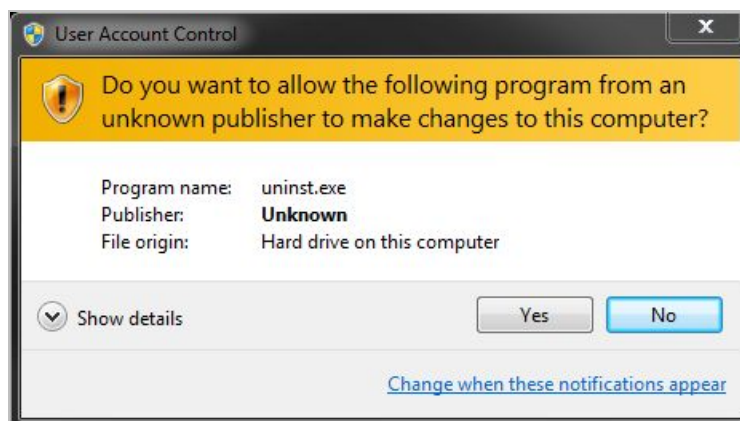 User Account Control
Do you want to allow the following program from an
unknown publisher to make changes to this computer?
Program name: uninst.exe
Publisher: Unknown
File origin: Hard drive on this computer
Show details
Yes
No
Change when these notifications appear